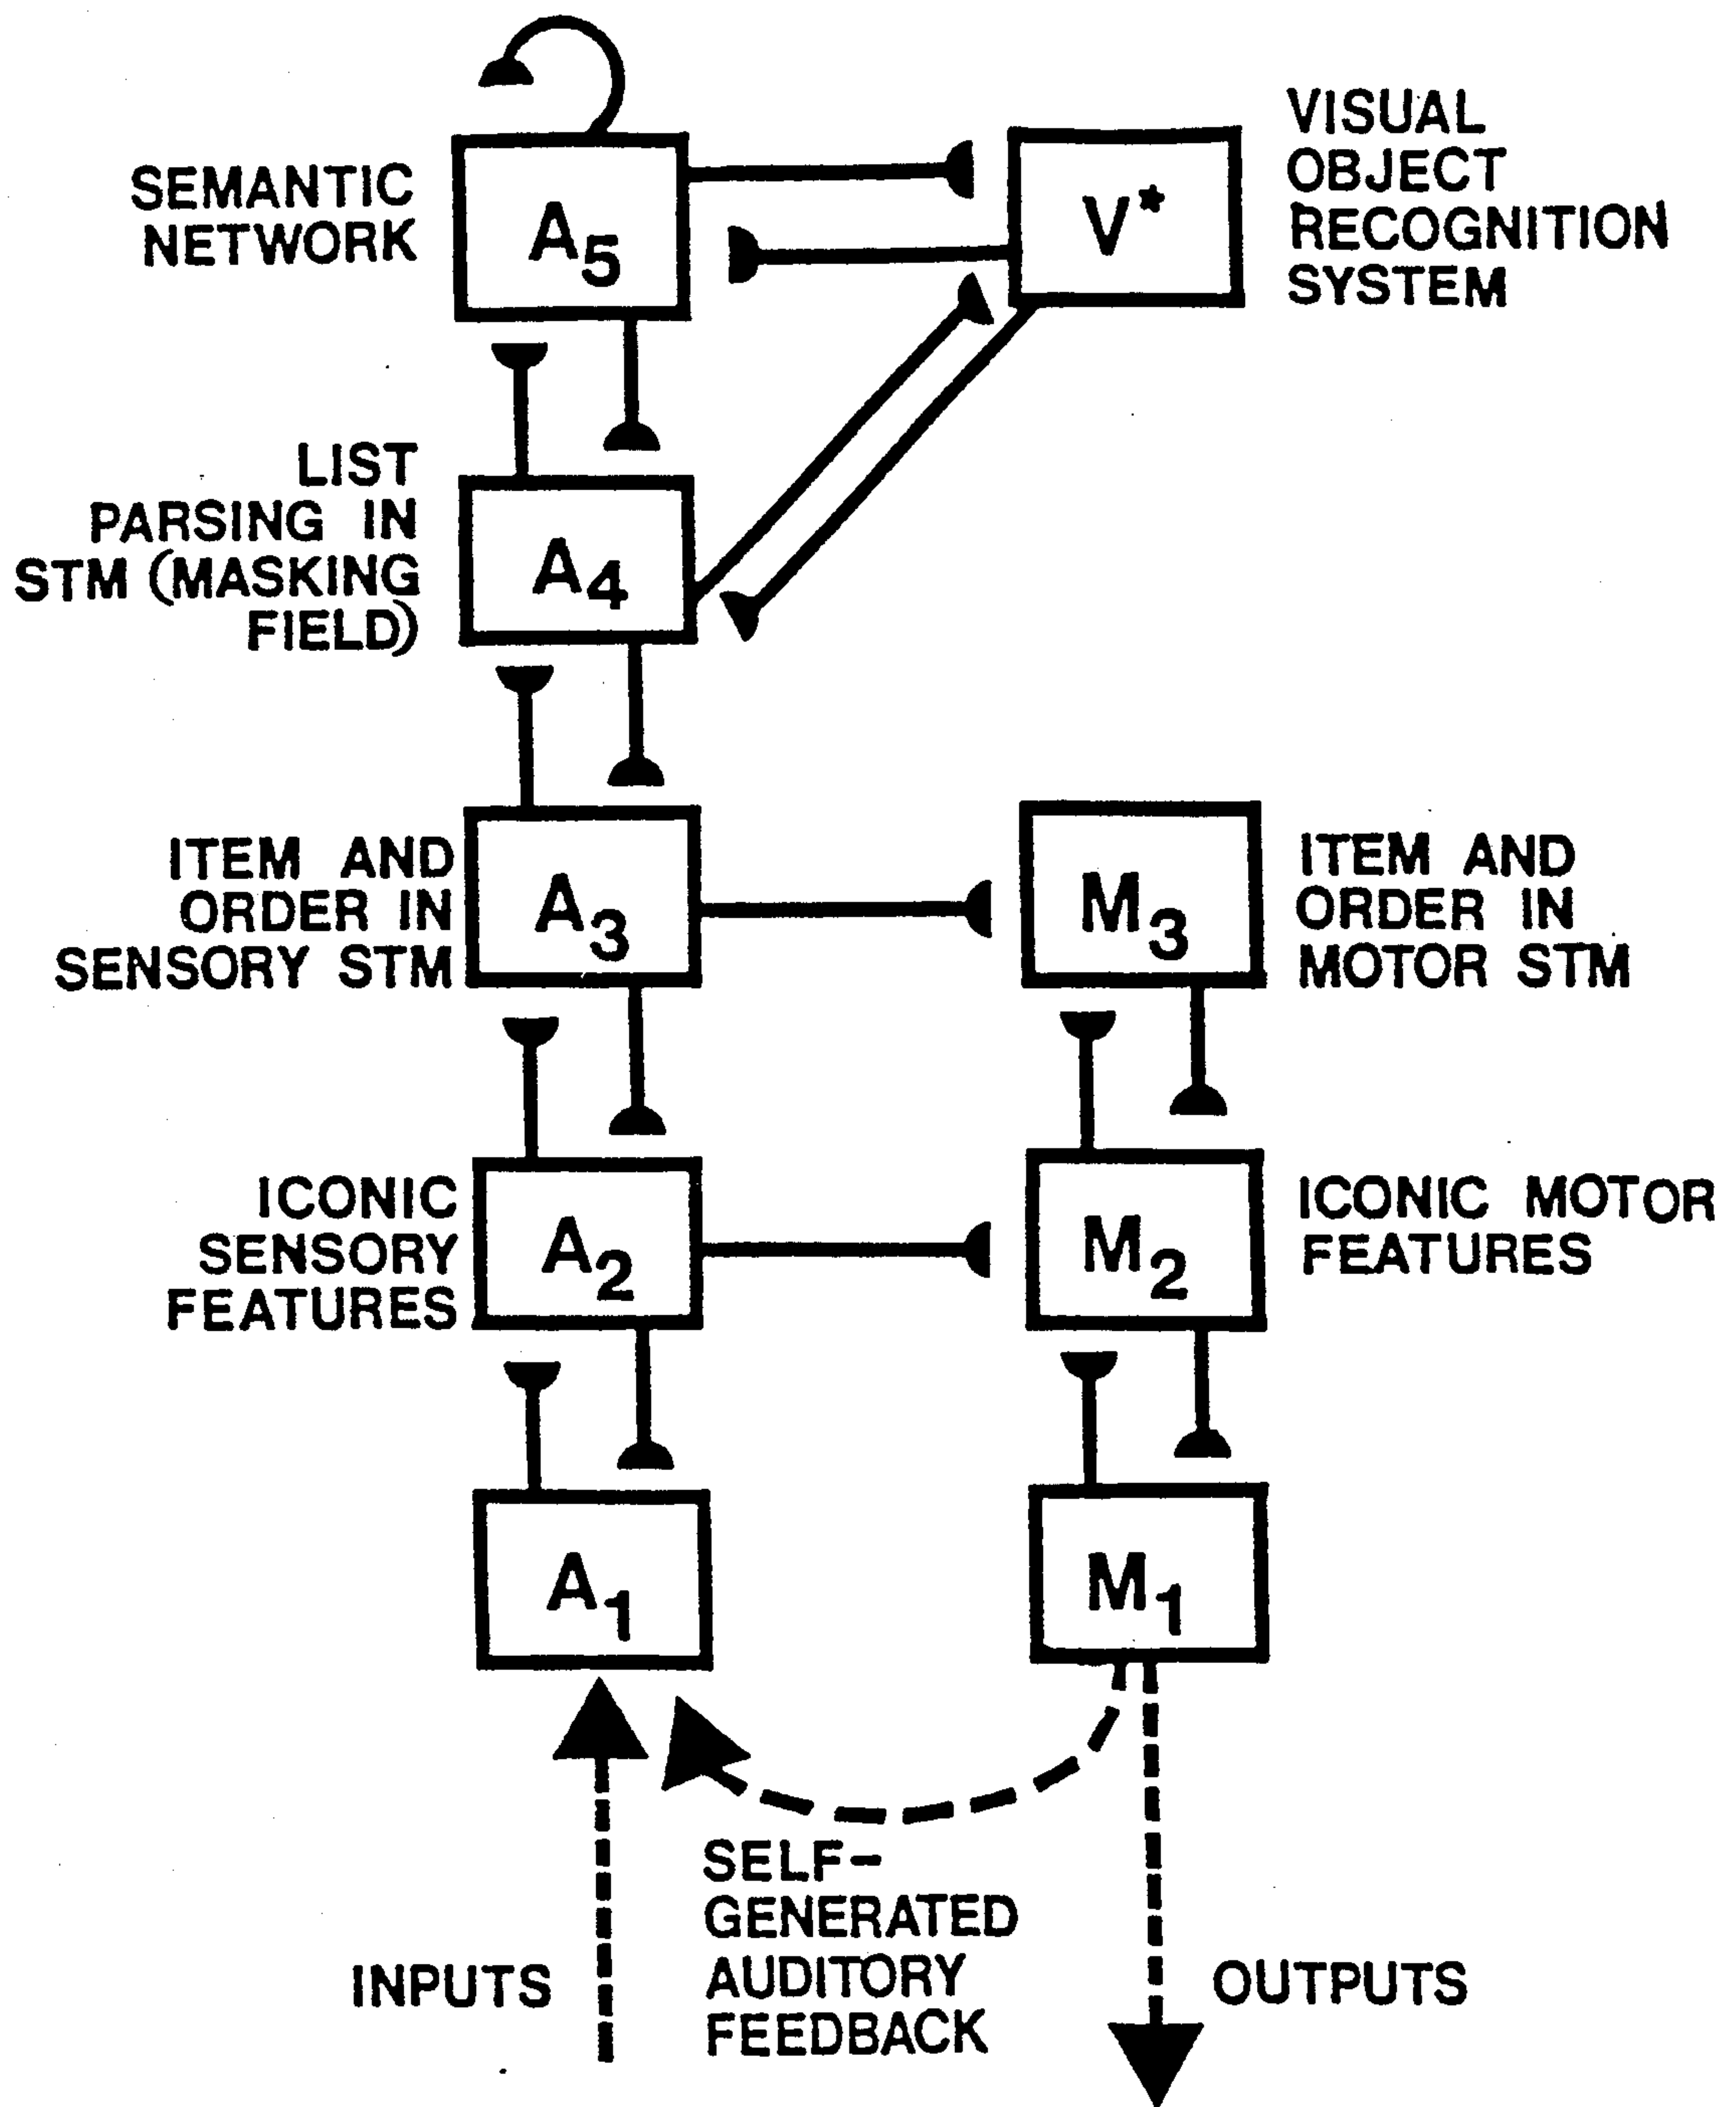 SEMANTIC
NETWORK
A5
V*
VISUAL
OBJECT
RECOGNITION
SYSTEM
LIST
PARSING IN
STM (MASKING
FIELD)
A4
ITEM AND
ORDER IN
SENSORY STM
A3
M3
ITEM AND
ORDER IN
MOTOR STM
ICONIC
SENSORY
FEATURES
A2
M2
ICONIC MOTOR
FEATURES
A1
M1
INPUTS
SELF-
GENERATED
AUDITORY
FEEDBACK
OUTPUTS